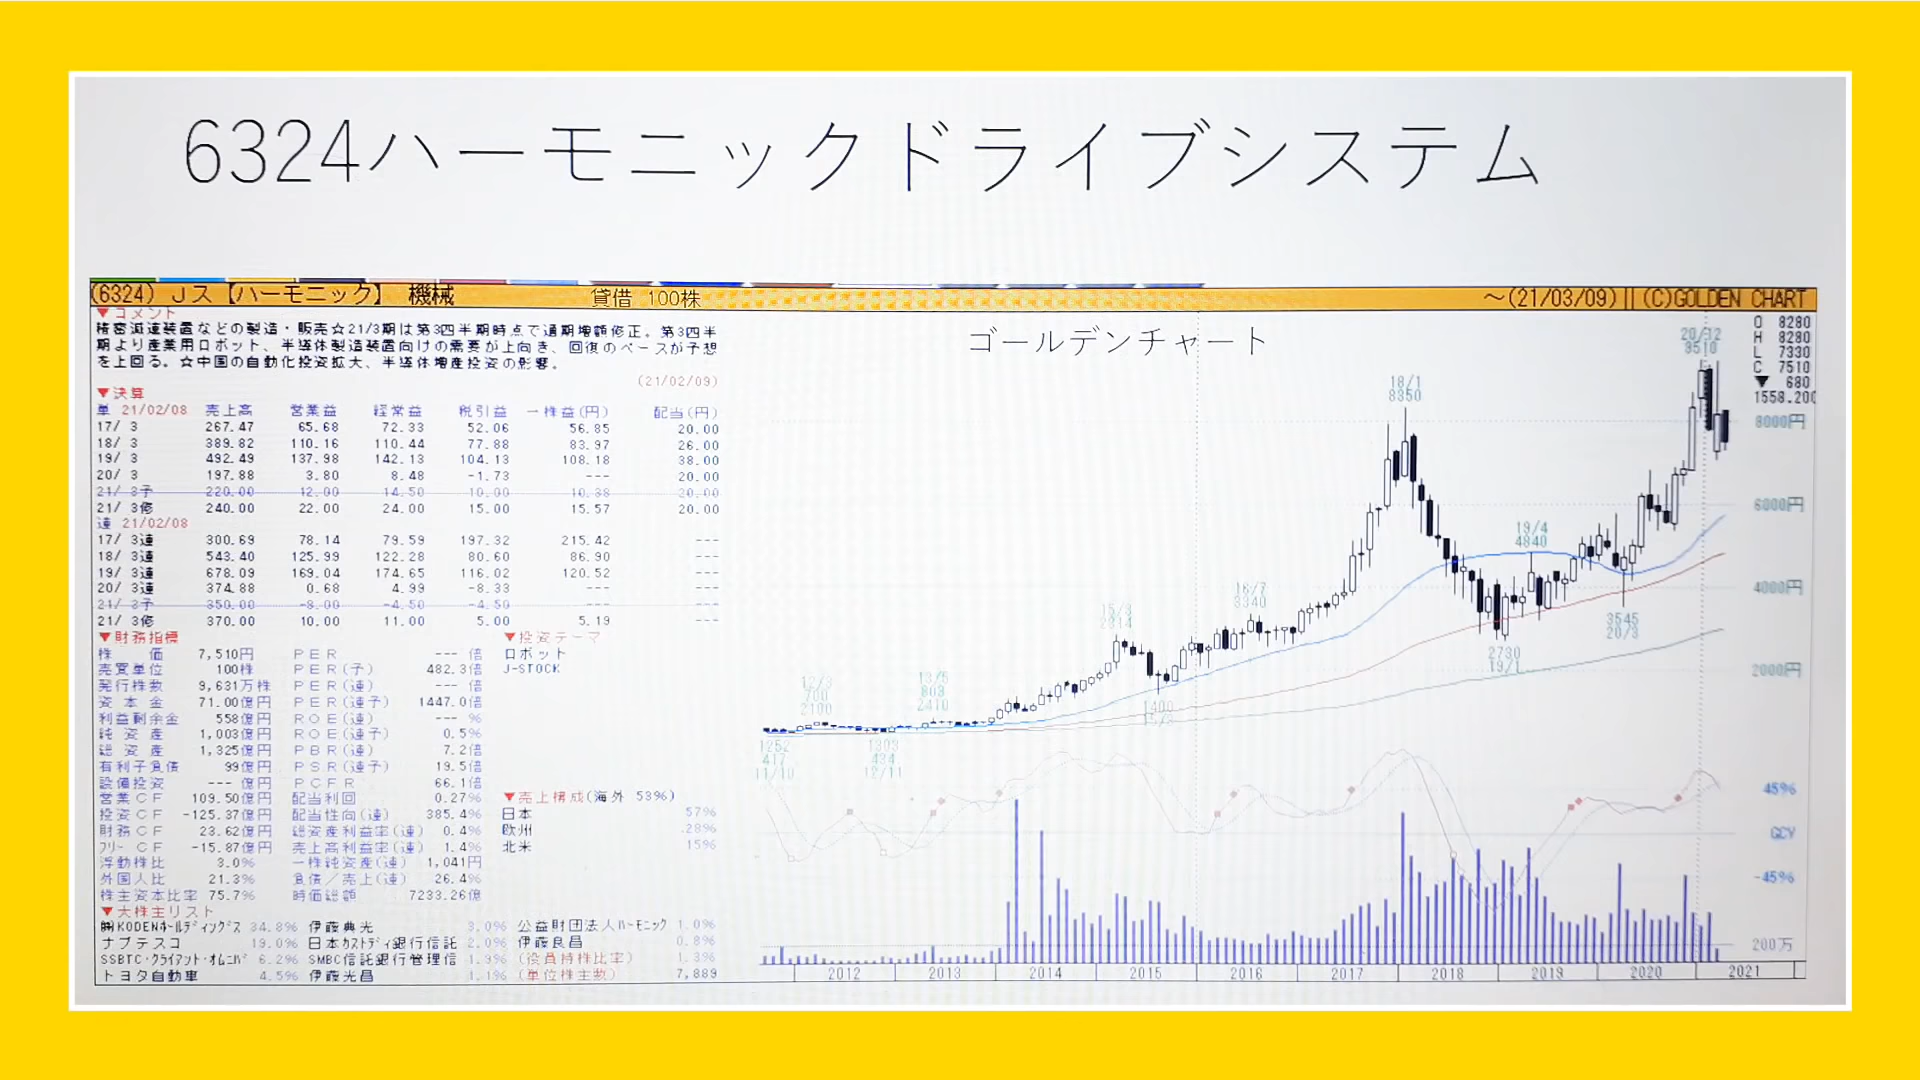 6324ハーモニックドライブシステム
(6324) Jス【ハーモニック】 機械 貸借 100株 ～(21/03/09) (C)GOLDEN CHART
▼コメント
精密減速装置などの製造・販売☆21/3期は第3四半期時点で通期増額修正。第3四半
期より産業用ロボット、半導体製造装置向けの需要が上向き、回復のペースが予想
を上回る。☆中国の自動化投資拡大、半導体増産投資の影響。
(21/02/09)
▼決算
単 21/02/08 売上高 営業益 経常益 税引益 一株益(円) 配当(円)
17/ 3 267.47 65.68 72.33 52.06 56.85 20.00
18/ 3 389.82 110.16 110.44 77.88 83.97 26.00
19/ 3 492.49 137.98 142.13 104.13 108.18 38.00
20/ 3 197.88 3.80 8.48 -1.73 --- 20.00
21/ 3予 220.00 12.00 14.50 10.00 10.38 20.00
21/ 3修 240.00 22.00 24.00 15.00 15.57 20.00
連 21/02/08
17/ 3連 300.69 78.14 79.59 197.32 215.42 ---
18/ 3連 543.40 125.99 122.28 80.60 86.90 ---
19/ 3連 678.09 169.04 174.65 116.02 120.52 ---
20/ 3連 374.88 0.68 4.99 -8.33 --- ---
21/ 3予 350.00 -8.00 -4.50 -4.50 --- ---
21/ 3修 370.00 10.00 11.00 5.00 5.19 ---
▼財務指標
株 価 7,510円 PER --- 倍
売買単位 100株 PER(予) 482.3倍
発行株数 9,631万株 PER(連) --- 倍
資本金 71.00億円 PER(連予) 1447.0倍
利益剰余金 558億円 ROE(連) --- %
純資産 1,003億円 ROE(連予) 0.5%
総資産 1,325億円 PBR(連) 7.2倍
有利子負債 99億円 PSR(連予) 19.5倍
設備投資 --- 億円 PCFR 66.1倍
営業CF 109.50億円 配当利回 0.27%
投資CF -125.37億円 配当性向(連) 385.4%
財務CF 23.62億円 総資産利益率(連) 0.4%
フリーCF -15.87億円 売上高利益率(連) 1.4%
浮動株比 3.0% 一株純資産(連) 1,041円
外国人比 21.3% 負債/売上(連) 26.4%
株主資本比率 75.7% 時価総額 7233.26億
▼投資テーマ
ロボット
J-STOCK
▼売上構成(海外 53%)
日本 57%
欧州 28%
北米 15%
▼大株主リスト
㈱KODENホールディングス 34.8% 伊藤典光 3.0% 公益財団法人ハーモニック 1.0%
ナブテスコ 19.0% 日本カストディ銀行信託 2.0% 伊藤良昌 0.8%
SSBTC・クライアント・オムニバ 6.2% SMBC信託銀行管理信 1.9% (役員持株比率) 1.3%
トヨタ自動車 4.5% 伊藤光昌 1.1% (単位株主数) 7,889
ゴールデンチャート
O 8280
H 8280
L 7330
C 7510
▼ 680
1558.200
20/12
18/1
8350
19/4
4840
16/7
3340
15/3
2914
13/5
808
2410
12/3
700
2100
1252
417
11/10
1303
434
12/11
1400
2730
19/1
3545
20/3
8000円
6000円
4000円
2000円
45%
GCV
-45%
200万
2012 2013 2014 2015 2016 2017 2018 2019 2020 2021